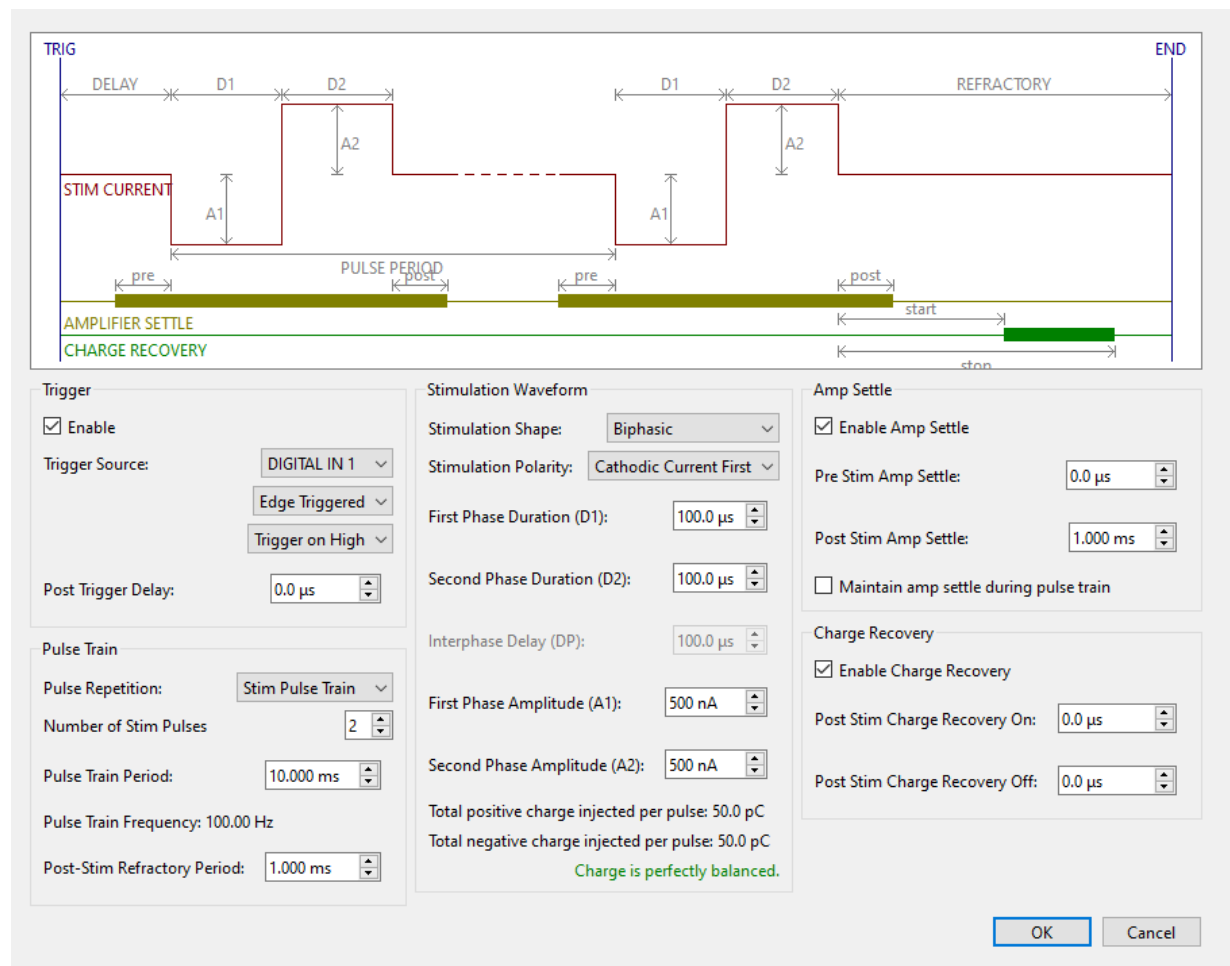 TRIG
END
DELAY
D1
D2
D1
D2
REFRACTORY
A2
A2
STIM CURRENT
A1
A1
PULSE PERIOD
pre
post
pre
post
start
AMPLIFIER SETTLE
CHARGE RECOVERY
stop
Trigger
Enable
Trigger Source:
DIGITAL IN 1
Edge Triggered
Trigger on High
Post Trigger Delay:
0.0 µs
Pulse Train
Pulse Repetition:
Stim Pulse Train
Number of Stim Pulses
2
Pulse Train Period:
10.000 ms
Pulse Train Frequency: 100.00 Hz
Post-Stim Refractory Period:
1.000 ms
Stimulation Waveform
Stimulation Shape:
Biphasic
Stimulation Polarity:
Cathodic Current First
First Phase Duration (D1):
100.0 µs
Second Phase Duration (D2):
100.0 µs
Interphase Delay (DP):
100.0 µs
First Phase Amplitude (A1):
500 nA
Second Phase Amplitude (A2):
500 nA
Total positive charge injected per pulse: 50.0 pC
Total negative charge injected per pulse: 50.0 pC
Charge is perfectly balanced.
Amp Settle
Enable Amp Settle
Pre Stim Amp Settle:
0.0 µs
Post Stim Amp Settle:
1.000 ms
Maintain amp settle during pulse train
Charge Recovery
Enable Charge Recovery
Post Stim Charge Recovery On:
0.0 µs
Post Stim Charge Recovery Off:
0.0 µs
OK
Cancel